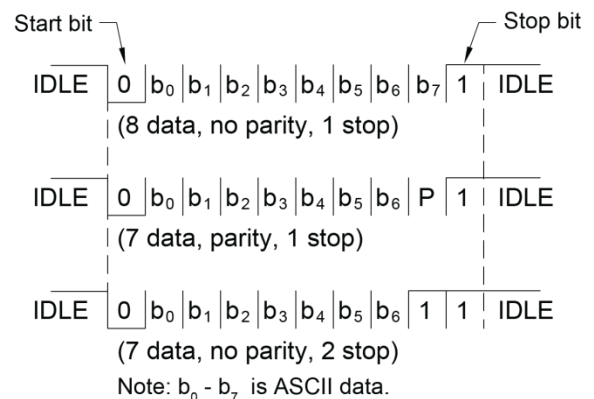 Start bit Stop bit
IDLE 0 b₀ b₁ b₂ b₃ b₄ b₅ b₆ b₇ 1 IDLE
(8 data, no parity, 1 stop)
IDLE 0 b₀ b₁ b₂ b₃ b₄ b₅ b₆ P 1 IDLE
(7 data, parity, 1 stop)
IDLE 0 b₀ b₁ b₂ b₃ b₄ b₅ b₆ 1 1 IDLE
(7 data, no parity, 2 stop)
Note: b₀ - b₇ is ASCII data.